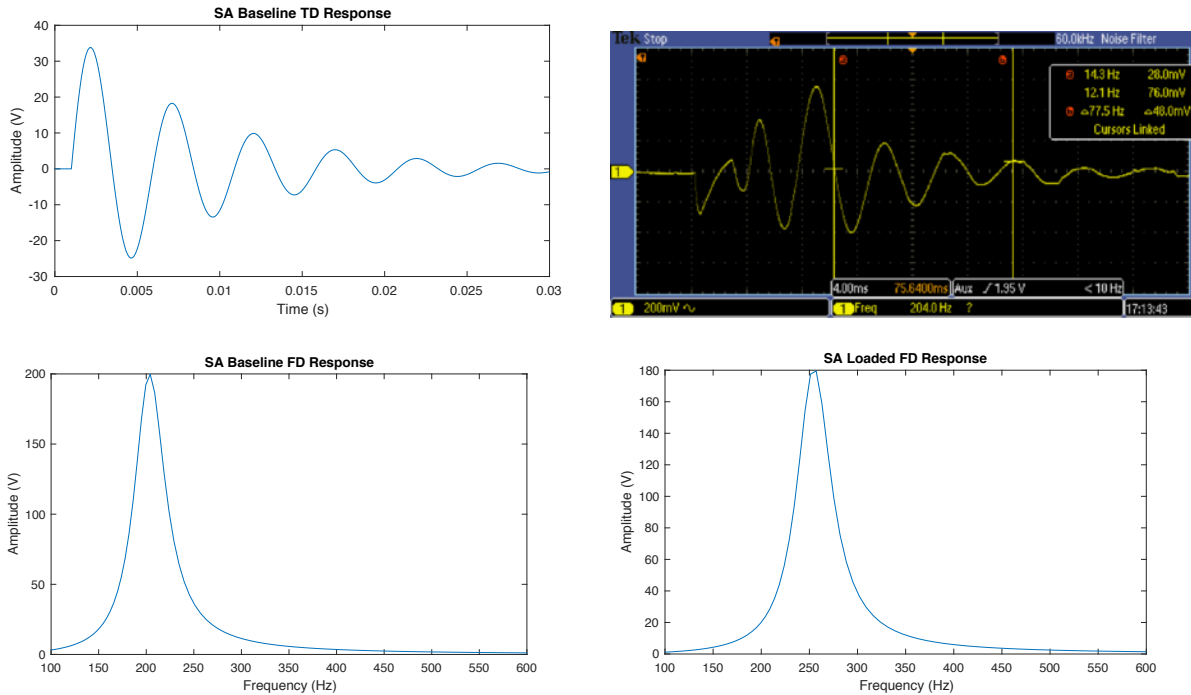 SA Baseline TD Response
40
30
20
10
0
-10
-20
-30
Amplitude (V)
0 0.005 0.01 0.015 0.02 0.025 0.03
Time (s)
Tek Stop
60.0kHz Noise Filter
14.3 Hz 28.0mV
12.1 Hz 76.0mV
△77.5 Hz △48.0mV
Cursors Linked
1
4.00ms 75.6400ms Aux 1.95 V < 10 Hz
1 200mV 1 Freq 204.0 Hz ? 17:13:43
SA Baseline FD Response
200
150
100
50
0
Amplitude (V)
100 150 200 250 300 350 400 450 500 550 600
Frequency (Hz)
SA Loaded FD Response
180
160
140
120
100
80
60
40
20
0
Amplitude (V)
100 150 200 250 300 350 400 450 500 550 600
Frequency (Hz)